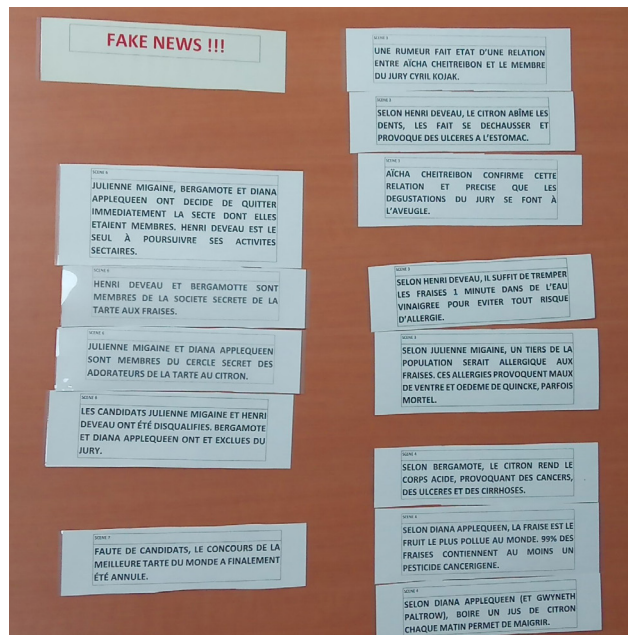 FAKE NEWS !!!
SCENE 6
JULIENNE MIGAINE, BERGAMOTE ET DIANA
APPLEQUEEN ONT DECIDE DE QUITTER
IMMEDIATEMENT LA SECTE DONT ELLES
ETAIENT MEMBRES. HENRI DEVEAU EST LE
SEUL À POURSUIVRE SES ACTIVITES
SECTAIRES.
HENRI DEVEAU ET BERGAMOTTE SONT
MEMBRES DE LA SOCIETE SECRETE DE LA
TARTE AUX FRAISES.
JULIENNE MIGAINE ET DIANA APPLEQUEEN
SONT MEMBRES DU CERCLE SECRET DES
ADORATEURS DE LA TARTE AU CITRON.
LES CANDIDATS JULIENNE MIGAINE ET HENRI
DEVEAU ONT ÉTÉ DISQUALIFIES. BERGAMOTE
ET DIANA APPLEQUEEN ONT ET EXCLUES DU
JURY.
SCENE 7
FAUTE DE CANDIDATS, LE CONCOURS DE LA
MEILLEURE TARTE DU MONDE A FINALEMENT
ÉTÉ ANNULE.
UNE RUMEUR FAIT ETAT D'UNE RELATION
ENTRE AÏCHA CHEITREIBON ET LE MEMBRE
DU JURY CYRIL KOJAK.
SELON HENRI DEVEAU, LE CITRON ABÎME LES
DENTS, LES FAIT SE DECHAUSSER ET
PROVOQUE DES ULCERES A L'ESTOMAC.
AÏCHA CHEITREIBON CONFIRME CETTE
RELATION ET PRECISE QUE LES
DEGUSTATIONS DU JURY SE FONT À
L'AVEUGLE.
SELON HENRI DEVEAU, IL SUFFIT DE TREMPER
LES FRAISES 1 MINUTE DANS DE L'EAU
VINAIGREE POUR EVITER TOUT RISQUE
D'ALLERGIE.
SELON JULIENNE MIGAINE, UN TIERS DE LA
POPULATION SERAIT ALLERGIQUE AUX
FRAISES. CES ALLERGIES PROVOQUENT MAUX
DE VENTRE ET OEDEME DE QUINCKE, PARFOIS
MORTEL.
SCENE 4
SELON BERGAMOTE, LE CITRON REND LE
CORPS ACIDE, PROVOQUANT DES CANCERS,
DES ULCERES ET DES CIRRHOSES.
SELON DIANA APPLEQUEEN, LA FRAISE EST LE
FRUIT LE PLUS POLLUE AU MONDE. 99% DES
FRAISES CONTIENNENT AU MOINS UN
PESTICIDE CANCERIGENE.
SELON DIANA APPLEQUEEN (ET GWYNETH
PALTROW), BOIRE UN JUS DE CITRON
CHAQUE MATIN PERMET DE MAIGRIR.